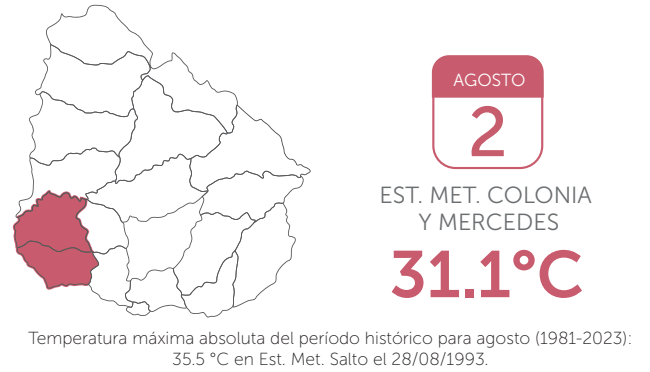 AGOSTO
2
EST. MET. COLONIA
Y MERCEDES
31.1°C
Temperatura máxima absoluta del período histórico para agosto (1981-2023):
35.5 °C en Est. Met. Salto el 28/08/1993.